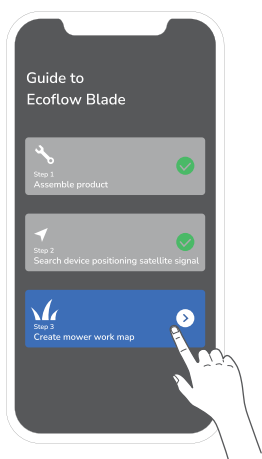 Guide to
Ecoflow Blade
Step 1
Assemble product
Step 2
Search device positioning satellite signal
Step 3
Create mower work map